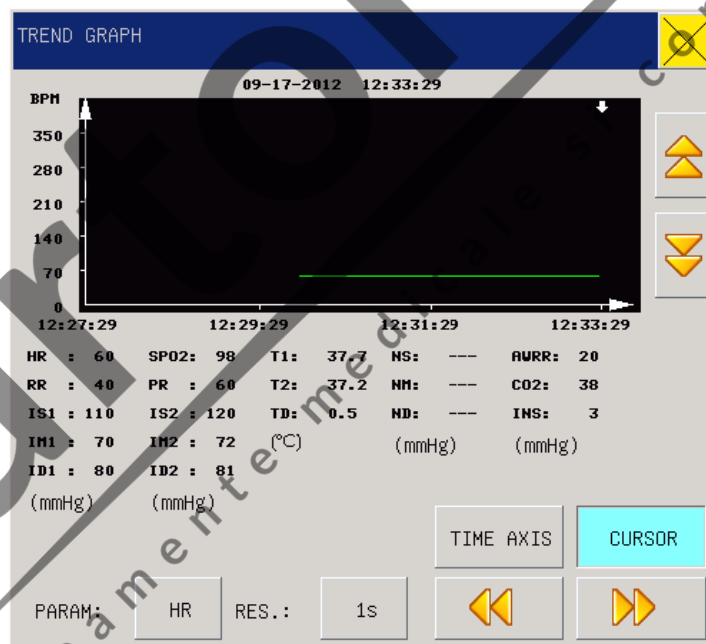 TREND GRAPH
09-17-2012 12:33:29
BPM
350
280
210
140
70
0
12:27:29 12:29:29 12:31:29 12:33:29
HR : 60 SPO2: 98 T1: 37.7 NS: --- AWRR: 20
RR : 40 PR : 60 T2: 37.2 NM: --- CO2: 38
IS1 : 110 IS2 : 120 TD: 0.5 ND: --- INS: 3
IM1 : 70 IM2 : 72 (°C) (mmHg) (mmHg)
ID1 : 80 ID2 : 81
(mmHg) (mmHg)
TIME AXIS CURSOR
PARAM: HR RES.: 1s